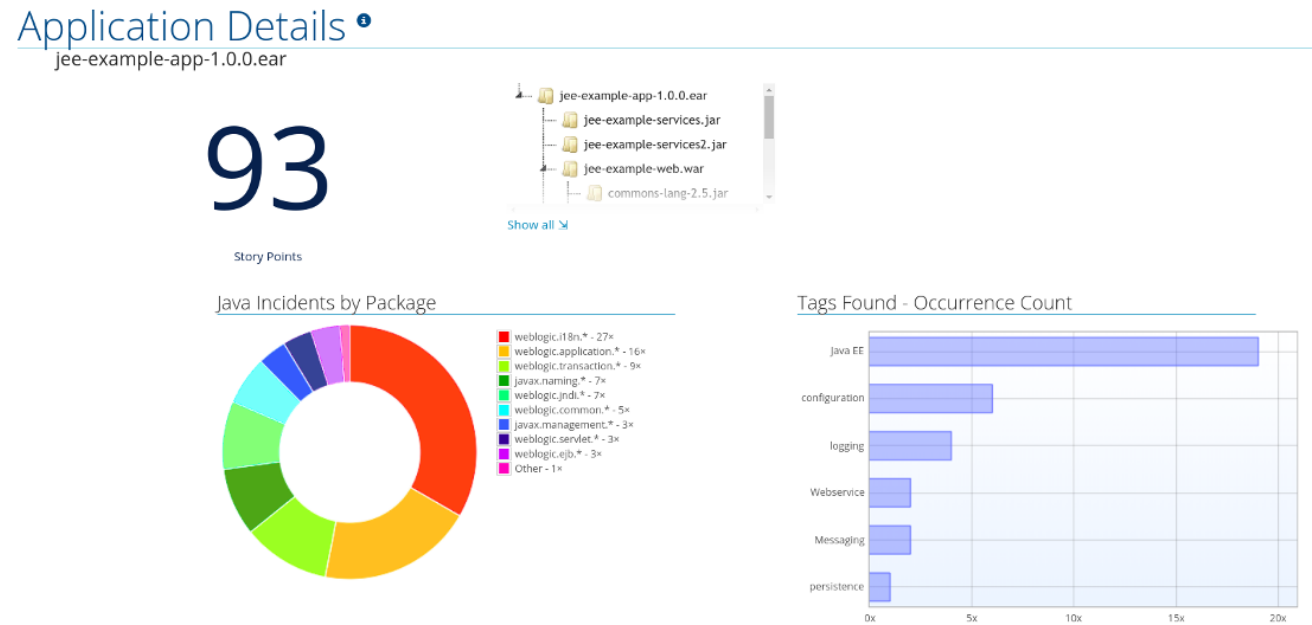 Application Details i
jee-example-app-1.0.0.ear
93
Story Points
jee-example-app-1.0.0.ear
jee-example-services.jar
jee-example-services2.jar
jee-example-web.war
commons-lang-2.5.jar
Show all
Java Incidents by Package
weblogic.i18n.* - 27×
weblogic.application.* - 16×
weblogic.transaction.* - 9×
javax.naming.* - 7×
weblogic.jndi.* - 7×
weblogic.common.* - 5×
javax.management.* - 3×
weblogic.servlet.* - 3×
weblogic.ejb.* - 3×
Other - 1×
Tags Found - Occurrence Count
Java EE
configuration
logging
Webservice
Messaging
persistence
0x 5x 10x 15x 20x